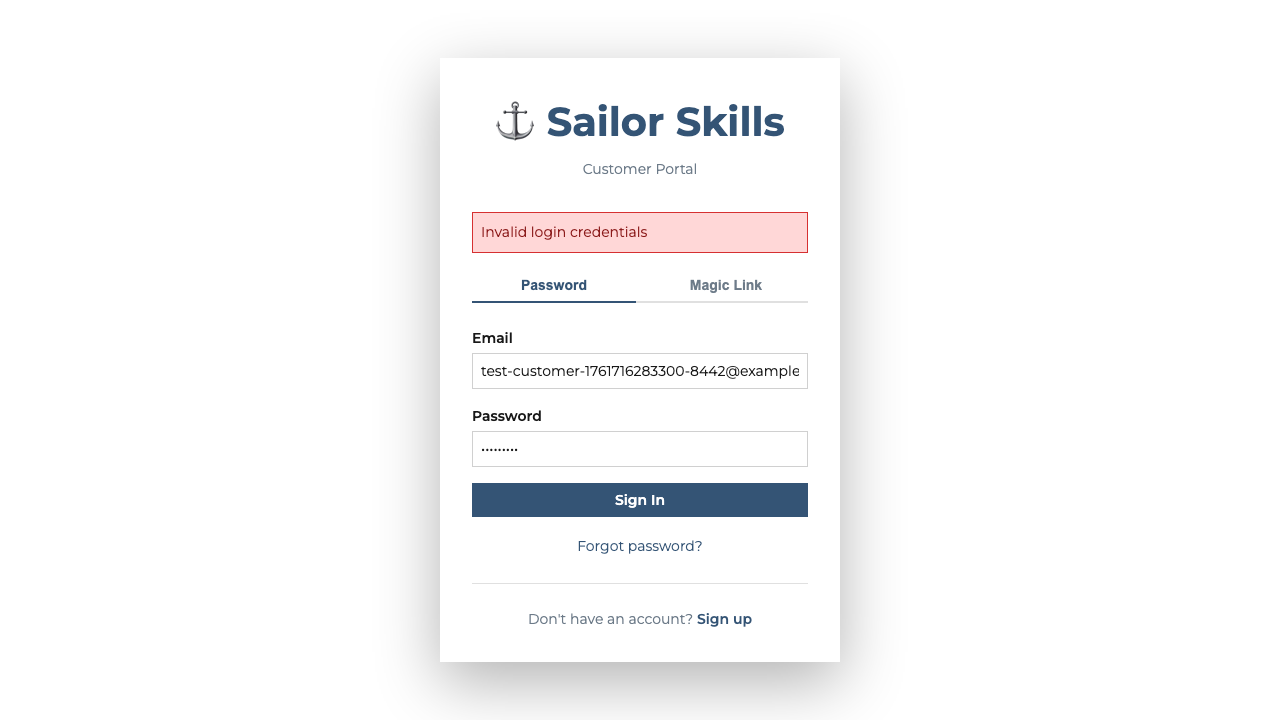 ⚓ Sailor Skills
Customer Portal
Invalid login credentials
Password Magic Link
Email
test-customer-1761716283300-8442@example
Password
•••••••••
Sign In
Forgot password?
Don't have an account? Sign up